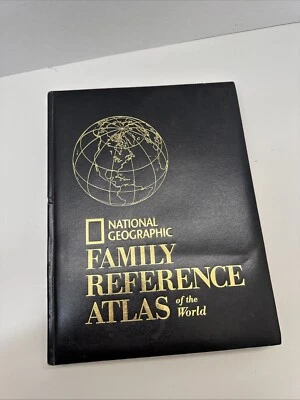 NATIONAL
GEOGRAPHIC
FAMILY
REFERENCE
ATLAS of the
World